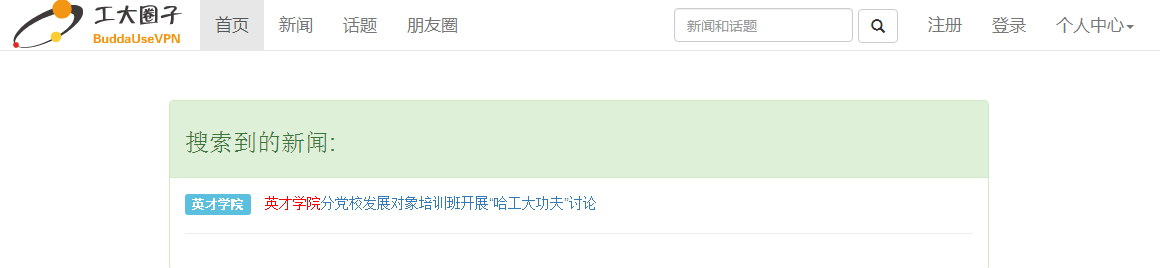 工大圈子
BuddaUseVPN
首页 新闻 话题 朋友圈 新闻和话题 注册 登录 个人中心
搜索到的新闻:
英才学院 英才学院分党校发展对象培训班开展“哈工大功夫”讨论